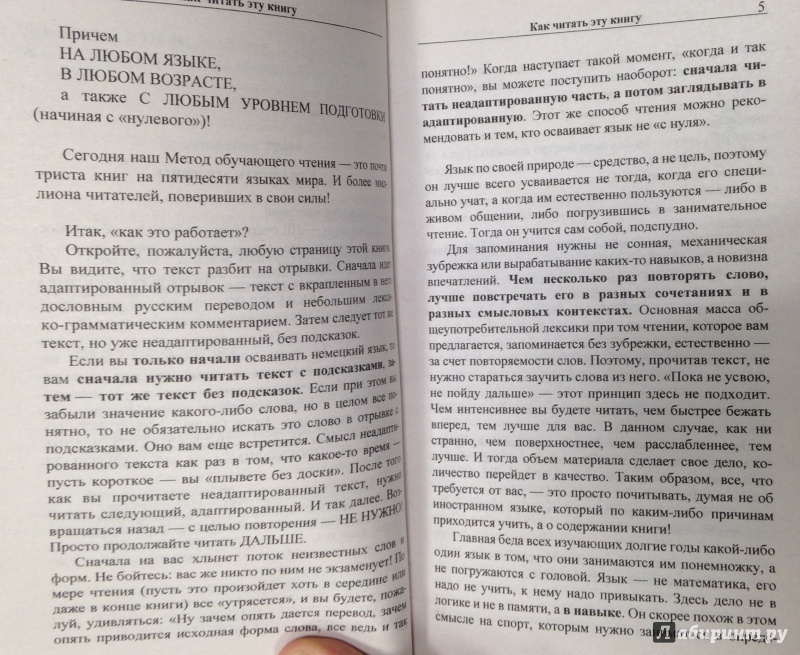 как читать эту книгу
Причем
НА ЛЮБОМ ЯЗЫКЕ,
В ЛЮБОМ ВОЗРАСТЕ,
а также С ЛЮБЫМ УРОВНЕМ ПОДГОТОВКИ
(начиная с «нулевого»)!
Сегодня наш Метод обучающего чтения — это почти
триста книг на пятидесяти языках мира. И более мил-
лиона читателей, поверивших в свои силы!
Итак, «как это работает»?
Откройте, пожалуйста, любую страницу этой книги.
Вы видите, что текст разбит на отрывки. Сначала идет
адаптированный отрывок — текст с вкрапленным в него
дословным русским переводом и небольшим лекси-
ко-грамматическим комментарием. Затем следует тот же
текст, но уже неадаптированный, без подсказок.
Если вы только начали осваивать немецкий язык, то
вам сначала нужно читать текст с подсказками, за-
тем — тот же текст без подсказок. Если при этом вы
забыли значение какого-либо слова, но в целом все по-
нятно, то не обязательно искать это слово в отрывке с
подсказками. Оно вам еще встретится. Смысл неадапти-
рованного текста как раз в том, что какое-то время —
пусть короткое — вы «плывете без доски». После того
как вы прочитаете неадаптированный текст, нужно
читать следующий, адаптированный. И так далее. Воз-
вращаться назад — с целью повторения — НЕ НУЖНО!
Просто продолжайте читать ДАЛЬШЕ.
Сначала на вас хлынет поток неизвестных слов и
форм. Не бойтесь: вас же никто по ним не экзаменует! По
мере чтения (пусть это произойдет хоть в середине или
даже в конце книги) все «утрясется», и вы будете, пожа-
луй, удивляться: «Ну зачем опять дается перевод, зачем
опять приводится исходная форма слова, все ведь и так
Как читать эту книгу 5
понятно!» Когда наступает такой момент, «когда и так
понятно», вы можете поступить наоборот: сначала чи-
тать неадаптированную часть, а потом заглядывать в
адаптированную. Этот же способ чтения можно реко-
мендовать и тем, кто осваивает язык не «с нуля».
Язык по своей природе — средство, а не цель, поэтому
он лучше всего усваивается не тогда, когда его специ-
ально учат, а когда им естественно пользуются — либо в
живом общении, либо погрузившись в занимательное
чтение. Тогда он учится сам собой, подспудно.
Для запоминания нужны не сонная, механическая
зубрежка или вырабатывание каких-то навыков, а новизна
впечатлений. Чем несколько раз повторять слово,
лучше повстречать его в разных сочетаниях и в
разных смысловых контекстах. Основная масса об-
щеупотребительной лексики при том чтении, которое вам
предлагается, запоминается без зубрежки, естественно —
за счет повторяемости слов. Поэтому, прочитав текст, не
нужно стараться заучить слова из него. «Пока не усвою,
не пойду дальше» — этот принцип здесь не подходит.
Чем интенсивнее вы будете читать, чем быстрее бежать
вперед, тем лучше для вас. В данном случае, как ни
странно, чем поверхностнее, чем расслабленнее, тем
лучше. И тогда объем материала сделает свое дело, ко-
личество перейдет в качество. Таким образом, все, что
требуется от вас, — это просто почитывать, думая не об
иностранном языке, который по каким-либо причинам
приходится учить, а о содержании книги!
Главная беда всех изучающих долгие годы какой-либо
один язык в том, что они занимаются им понемножку, а
не погружаются с головой. Язык — не математика, его
надо не учить, к нему надо привыкать. Здесь дело не в
логике и не в памяти, а в навыке. Он скорее похож в этом
смысле на спорт, которым нужно
Лабиринт.ру